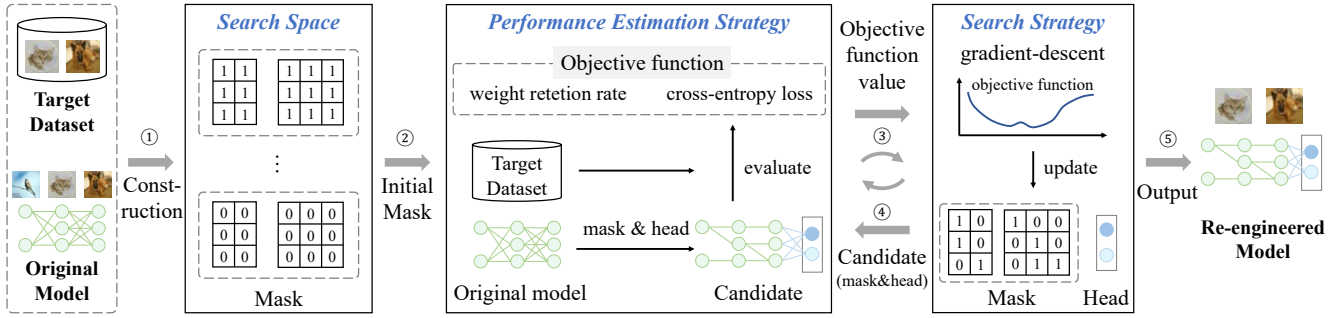 Target
Dataset
Original
Model
①
Const-
ruction
Search Space
1 1
1 1
1 1
1 1 1
1 1 1
1 1 1
⋮
0 0
0 0
0 0
0 0 0
0 0 0
0 0 0
Mask
②
Initial
Mask
Performance Estimation Strategy
Objective function
weight retetion rate
cross-entropy loss
Target
Dataset
evaluate
mask & head
Original model
Candidate
Objective
function
value
③
④
Candidate
(mask&head)
Search Strategy
gradient-descent
objective function
update
1 0
1 0
0 1
1 0 0
0 1 0
0 1 1
Mask
Head
⑤
Output
Re-engineered
Model